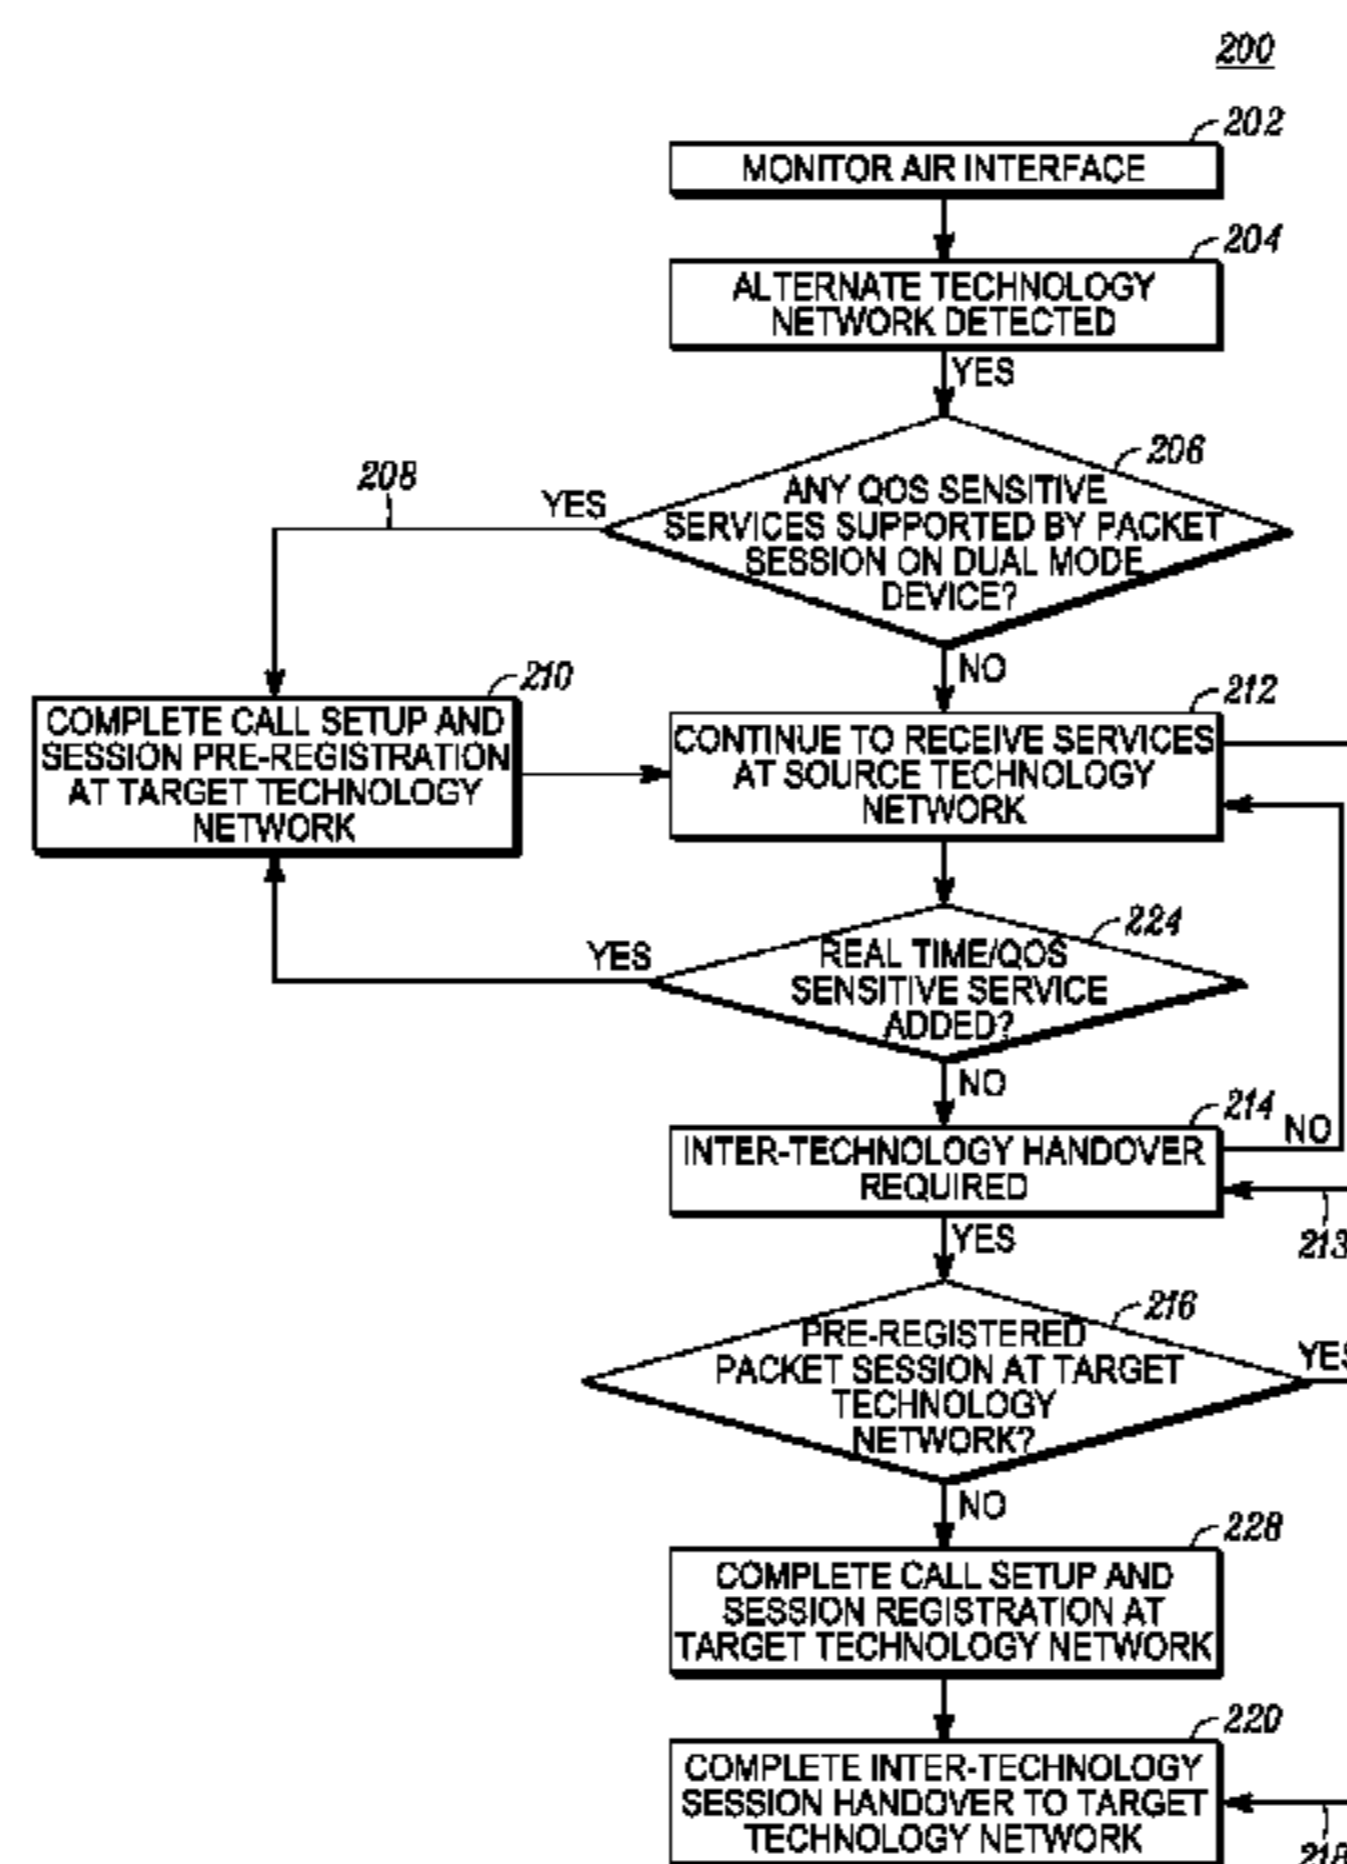 200
202
MONITOR AIR INTERFACE
204
ALTERNATE TECHNOLOGY
NETWORK DETECTED
YES
206
ANY QOS SENSITIVE
SERVICES SUPPORTED BY PACKET
SESSION ON DUAL MODE
DEVICE?
YES
208
NO
210
COMPLETE CALL SETUP AND
SESSION PRE-REGISTRATION
AT TARGET TECHNOLOGY
NETWORK
212
CONTINUE TO RECEIVE SERVICES
AT SOURCE TECHNOLOGY
NETWORK
224
REAL TIME/QOS
SENSITIVE SERVICE
ADDED?
YES
NO
214
INTER-TECHNOLOGY HANDOVER
REQUIRED
NO
213
YES
216
PRE-REGISTERED
PACKET SESSION AT TARGET
TECHNOLOGY
NETWORK?
YES
NO
228
COMPLETE CALL SETUP AND
SESSION REGISTRATION AT
TARGET TECHNOLOGY NETWORK
220
COMPLETE INTER-TECHNOLOGY
SESSION HANDOVER TO TARGET
TECHNOLOGY NETWORK
218